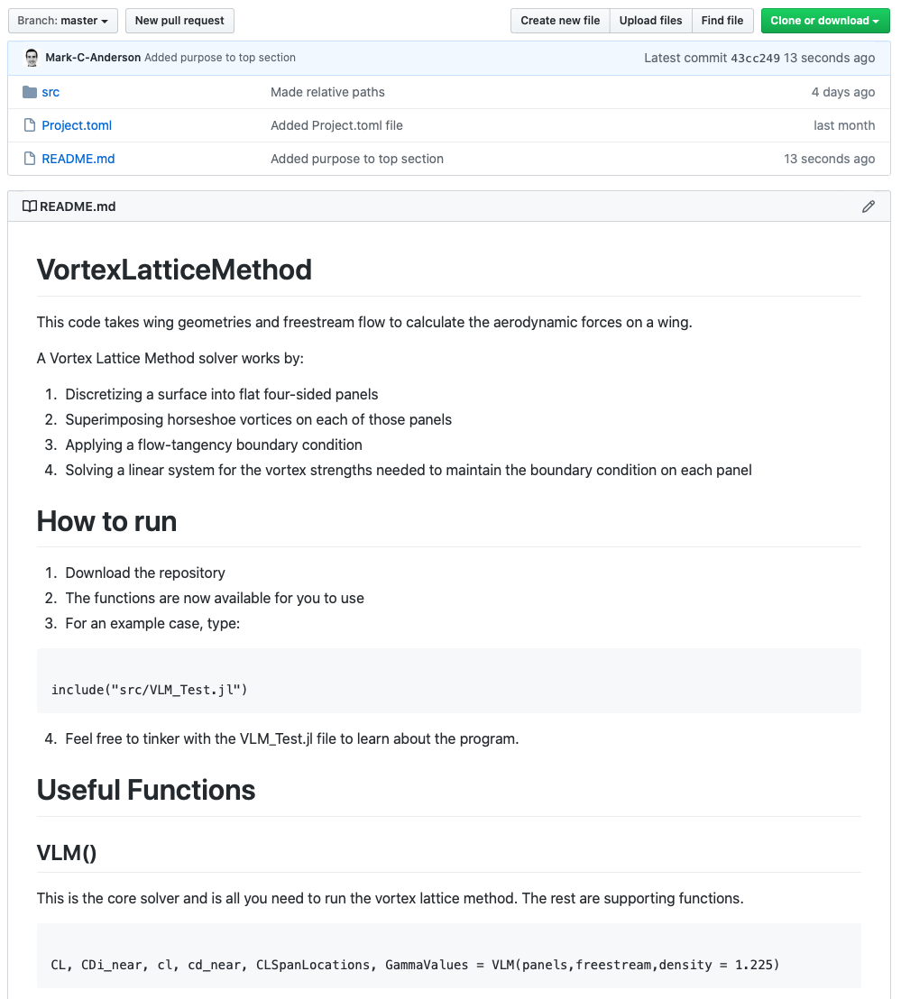 Branch: master New pull request Create new file Upload files Find file Clone or download
Mark-C-Anderson Added purpose to top section Latest commit 43cc249 13 seconds ago
src Made relative paths 4 days ago
Project.toml Added Project.toml file last month
README.md Added purpose to top section 13 seconds ago
README.md
VortexLatticeMethod
This code takes wing geometries and freestream flow to calculate the aerodynamic forces on a wing.
A Vortex Lattice Method solver works by:
1. Discretizing a surface into flat four-sided panels
2. Superimposing horseshoe vortices on each of those panels
3. Applying a flow-tangency boundary condition
4. Solving a linear system for the vortex strengths needed to maintain the boundary condition on each panel
How to run
1. Download the repository
2. The functions are now available for you to use
3. For an example case, type:
include("src/VLM_Test.jl")
4. Feel free to tinker with the VLM_Test.jl file to learn about the program.
Useful Functions
VLM()
This is the core solver and is all you need to run the vortex lattice method. The rest are supporting functions.
CL, CDi_near, cl, cd_near, CLSpanLocations, GammaValues = VLM(panels,freestream,density = 1.225)